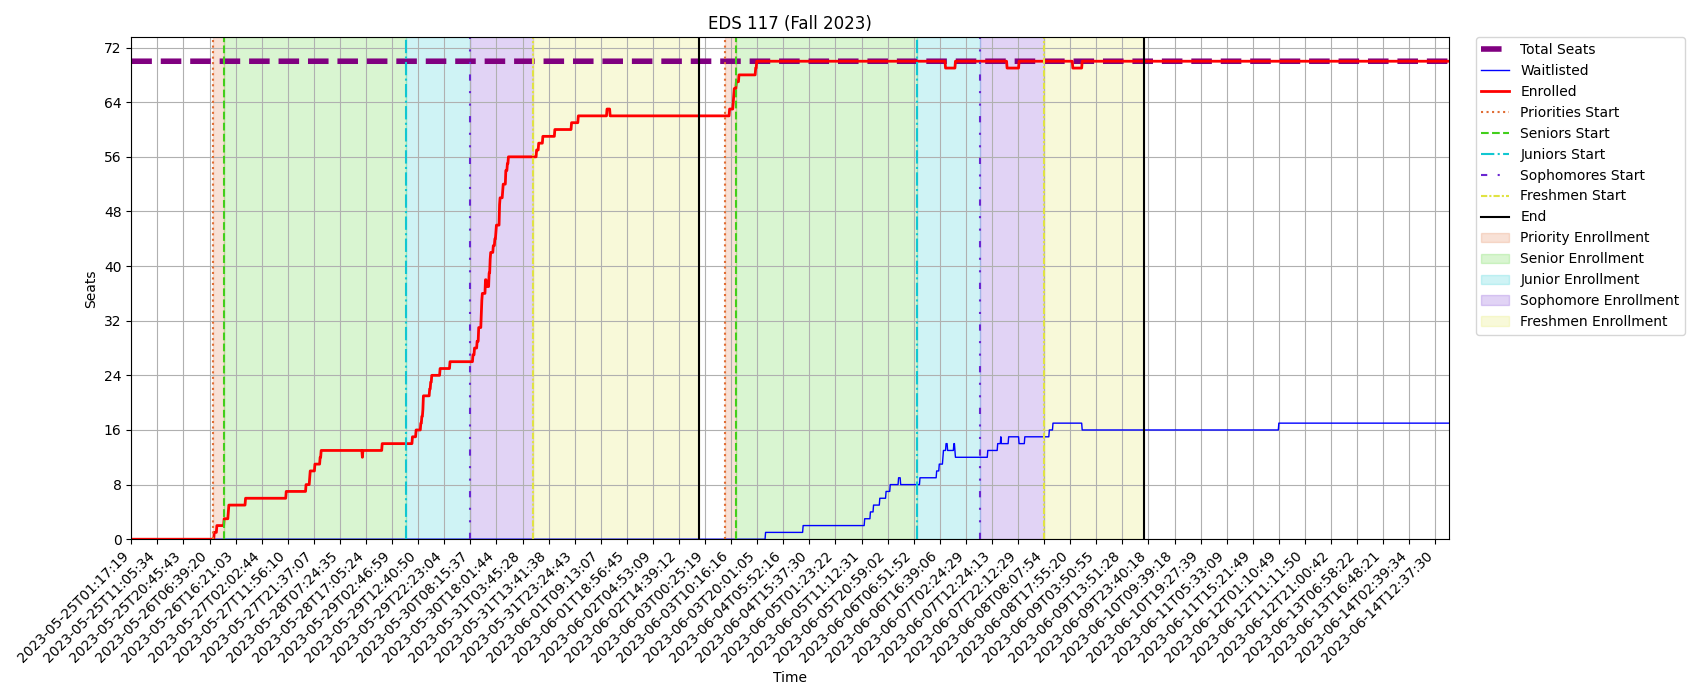 EDS 117 (Fall 2023)
72
64
56
48
40
32
24
16
8
0
Seats
2023-05-25T01:17:19
2023-05-25T11:05:34
2023-05-25T20:45:43
2023-05-26T06:39:20
2023-05-26T16:21:03
2023-05-27T02:02:44
2023-05-27T11:56:10
2023-05-27T21:37:07
2023-05-28T07:24:35
2023-05-28T17:05:24
2023-05-29T02:46:59
2023-05-29T12:40:50
2023-05-29T22:23:04
2023-05-30T08:15:37
2023-05-30T18:01:44
2023-05-31T03:45:28
2023-05-31T13:41:38
2023-05-31T23:24:43
2023-06-01T09:13:07
2023-06-01T18:56:45
2023-06-02T04:53:09
2023-06-02T14:39:12
2023-06-03T00:25:19
2023-06-03T10:16:16
2023-06-03T20:01:05
2023-06-04T05:52:16
2023-06-04T15:37:30
2023-06-05T01:23:22
2023-06-05T11:12:31
2023-06-05T20:59:02
2023-06-06T06:51:52
2023-06-06T16:39:06
2023-06-07T02:24:29
2023-06-07T12:24:13
2023-06-07T22:12:29
2023-06-08T08:07:54
2023-06-08T17:55:20
2023-06-09T03:50:55
2023-06-09T13:51:28
2023-06-09T23:40:18
2023-06-10T09:39:18
2023-06-10T19:27:39
2023-06-11T05:33:09
2023-06-11T15:21:49
2023-06-12T01:10:49
2023-06-12T11:11:50
2023-06-12T21:00:42
2023-06-13T06:58:22
2023-06-13T16:48:21
2023-06-14T02:39:34
2023-06-14T12:37:30
Time
Total Seats
Waitlisted
Enrolled
Priorities Start
Seniors Start
Juniors Start
Sophomores Start
Freshmen Start
End
Priority Enrollment
Senior Enrollment
Junior Enrollment
Sophomore Enrollment
Freshmen Enrollment